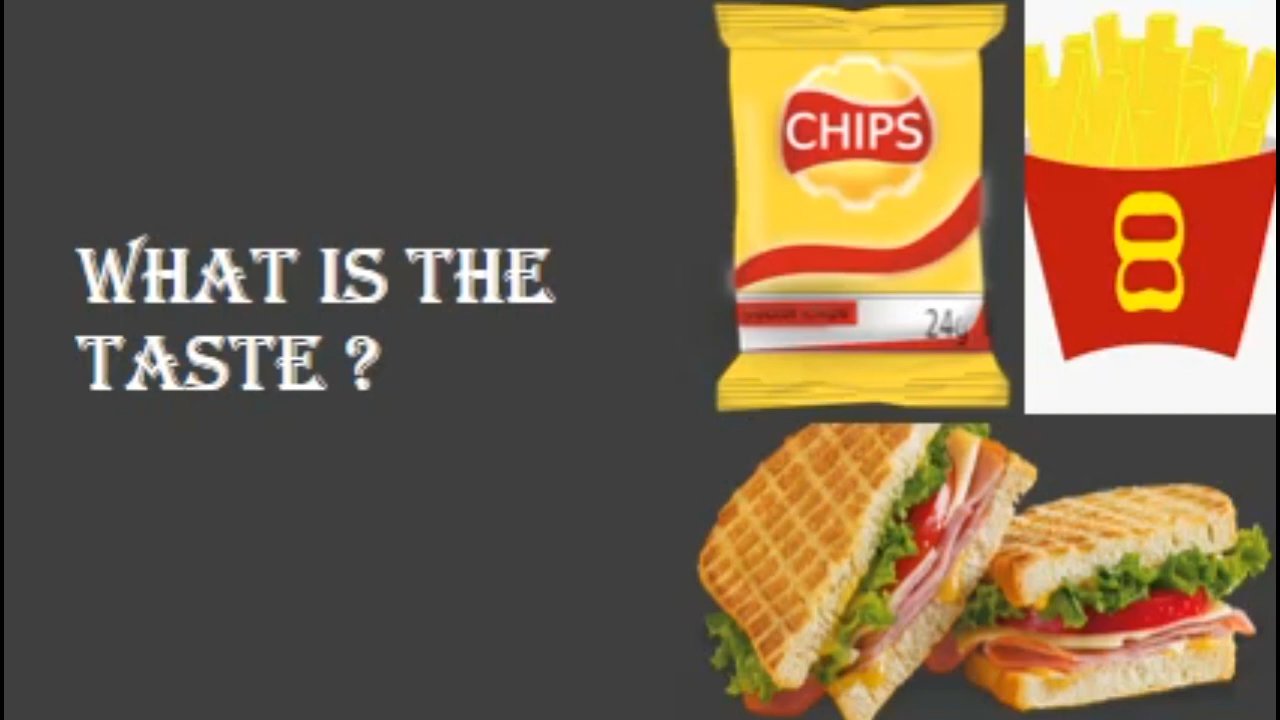 WHAT IS THE
TASTE ?
CHIPS
24g